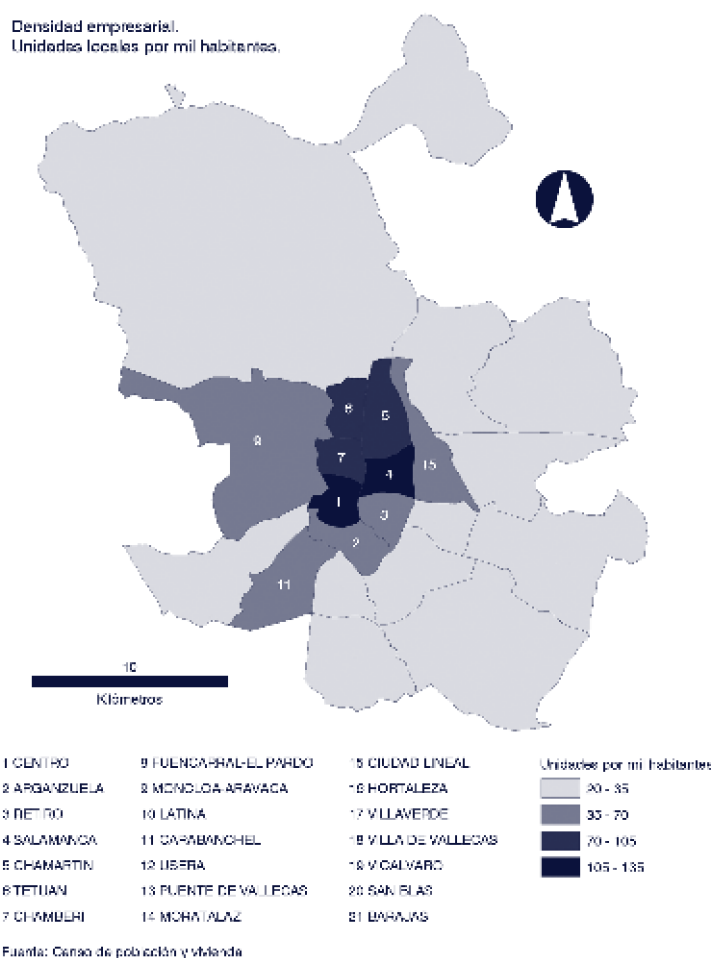 Densidad empresarial.
Unidades locales por mil habitantes.
6
5
9
7
4
15
1
3
2
11
10
Kilómetros
1 CENTRO
2 ARGANZUELA
3 RETIRO
4 SALAMANCA
5 CHAMARTIN
6 TETUAN
7 CHAMBERI
8 FUENCARRAL-EL PARDO
9 MONCLOA-ARAVACA
10 LATINA
11 CARABANCHEL
12 USERA
13 PUENTE DE VALLECAS
14 MORATALAZ
15 CIUDAD LINEAL
16 HORTALEZA
17 VILLAVERDE
18 VILLA DE VALLECAS
19 VICALVARO
20 SAN BLAS
21 BARAJAS
Unidades por mil habitantes
20 - 35
35 - 70
70 - 105
105 - 135
Fuente: Censo de población y vivienda